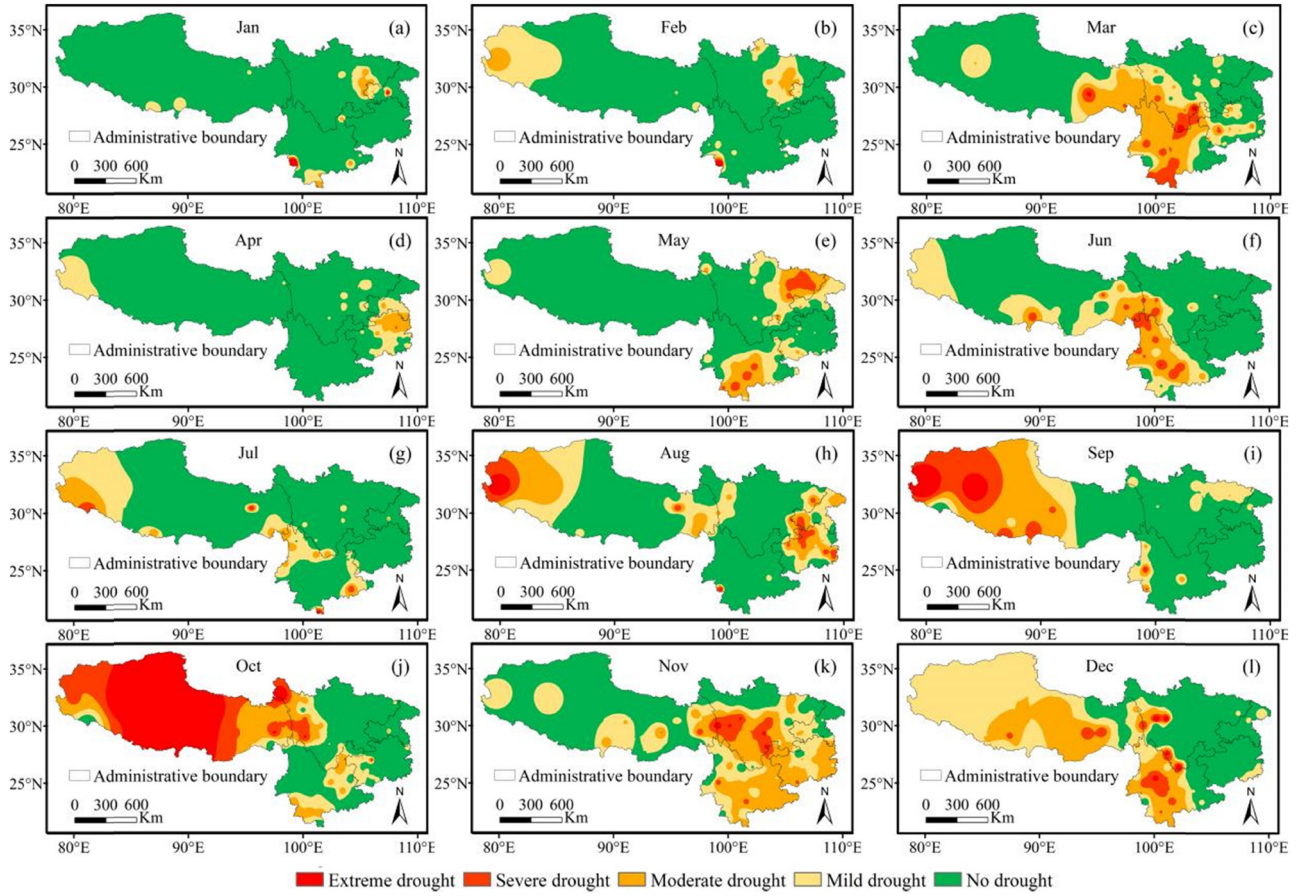 Jan (a) Feb (b) Mar (c)
35°N 30°N 25°N
Administrative boundary Administrative boundary Administrative boundary
0 300 600 Km N 0 300 600 Km N 0 300 600 Km N
80°E 90°E 100°E 110°E 80°E 90°E 100°E 110°E 80°E 90°E 100°E 110°E
Apr (d) May (e) Jun (f)
35°N 30°N 25°N
Administrative boundary Administrative boundary Administrative boundary
0 300 600 Km N 0 300 600 Km N 0 300 600 Km N
80°E 90°E 100°E 110°E 80°E 90°E 100°E 110°E 80°E 90°E 100°E 110°E
Jul (g) Aug (h) Sep (i)
35°N 30°N 25°N
Administrative boundary Administrative boundary Administrative boundary
0 300 600 Km N 0 300 600 Km N 0 300 600 Km N
80°E 90°E 100°E 110°E 80°E 90°E 100°E 110°E 80°E 90°E 100°E 110°E
Oct (j) Nov (k) Dec (l)
35°N 30°N 25°N
Administrative boundary Administrative boundary Administrative boundary
0 300 600 Km N 0 300 600 Km N 0 300 600 Km N
80°E 90°E 100°E 110°E 80°E 90°E 100°E 110°E 80°E 90°E 100°E 110°E
Extreme drought Severe drought Moderate drought Mild drought No drought